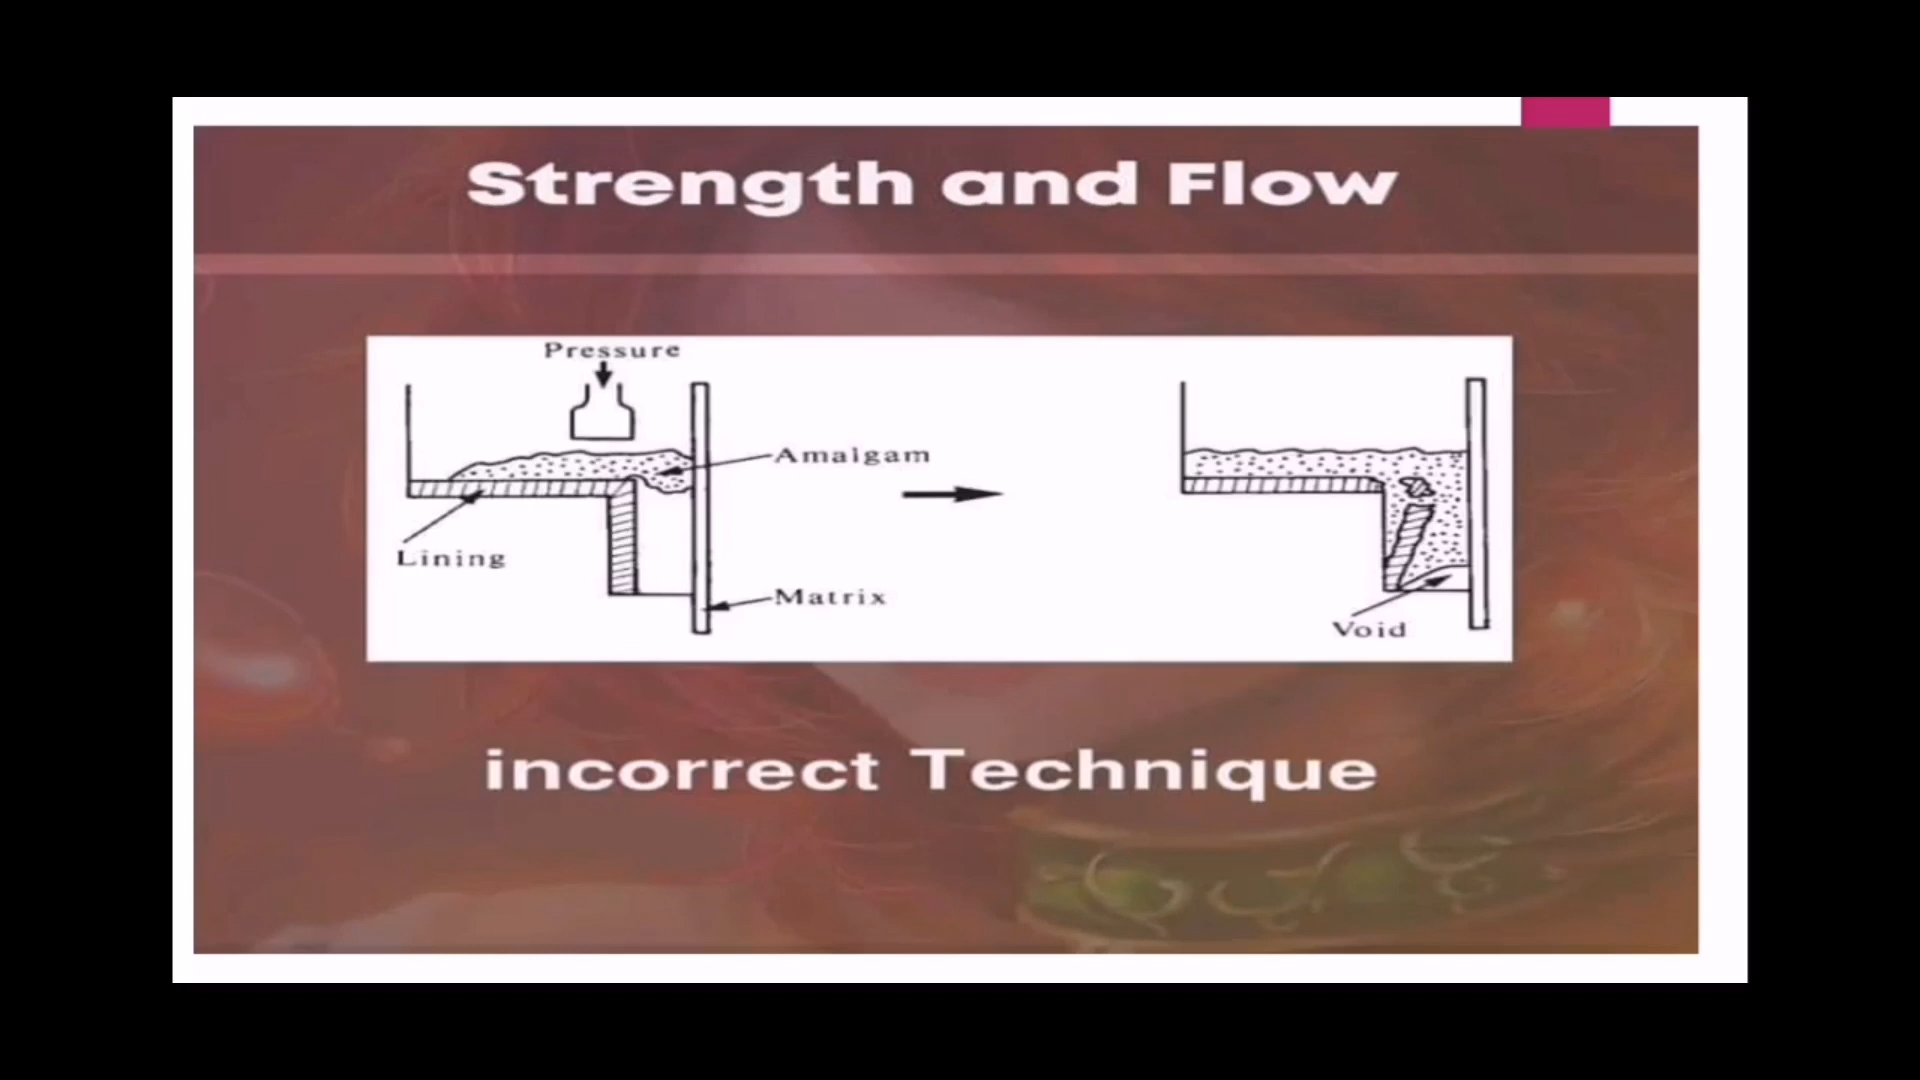 Strength and Flow
Pressure
Amalgam
Lining
Matrix
Void
incorrect Technique